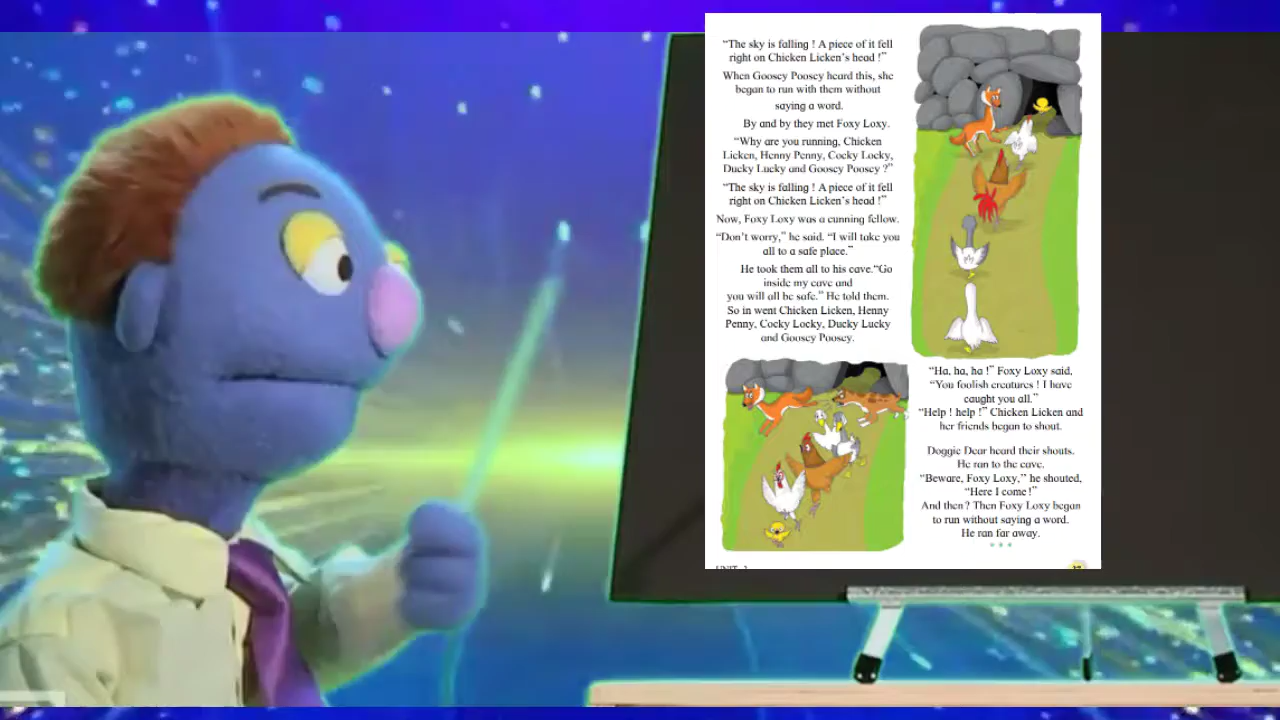 “The sky is falling ! A piece of it fell
right on Chicken Licken’s head !”
When Goosey Poosey heard this, she
began to run with them without
saying a word.
By and by they met Foxy Loxy.
“Why are you running, Chicken
Licken, Henny Penny, Cocky Locky,
Ducky Lucky and Goosey Poosey ?”
“The sky is falling ! A piece of it fell
right on Chicken Licken’s head !”
Now, Foxy Loxy was a cunning fellow.
“Don’t worry,” he said. “I will take you
all to a safe place.”
He took them all to his cave.“Go
inside my cave and
you will all be safe.” He told them.
So in went Chicken Licken, Henny
Penny, Cocky Locky, Ducky Lucky
and Goosey Poosey.
“Ha, ha, ha !” Foxy Loxy said,
“You foolish creatures ! I have
caught you all.”
“Help ! help !” Chicken Licken and
her friends began to shout.
Doggie Dear heard their shouts.
He ran to the cave.
“Beware, Foxy Loxy,” he shouted,
“Here I come !”
And then ? Then Foxy Loxy began
to run without saying a word.
He ran far away.
* * *